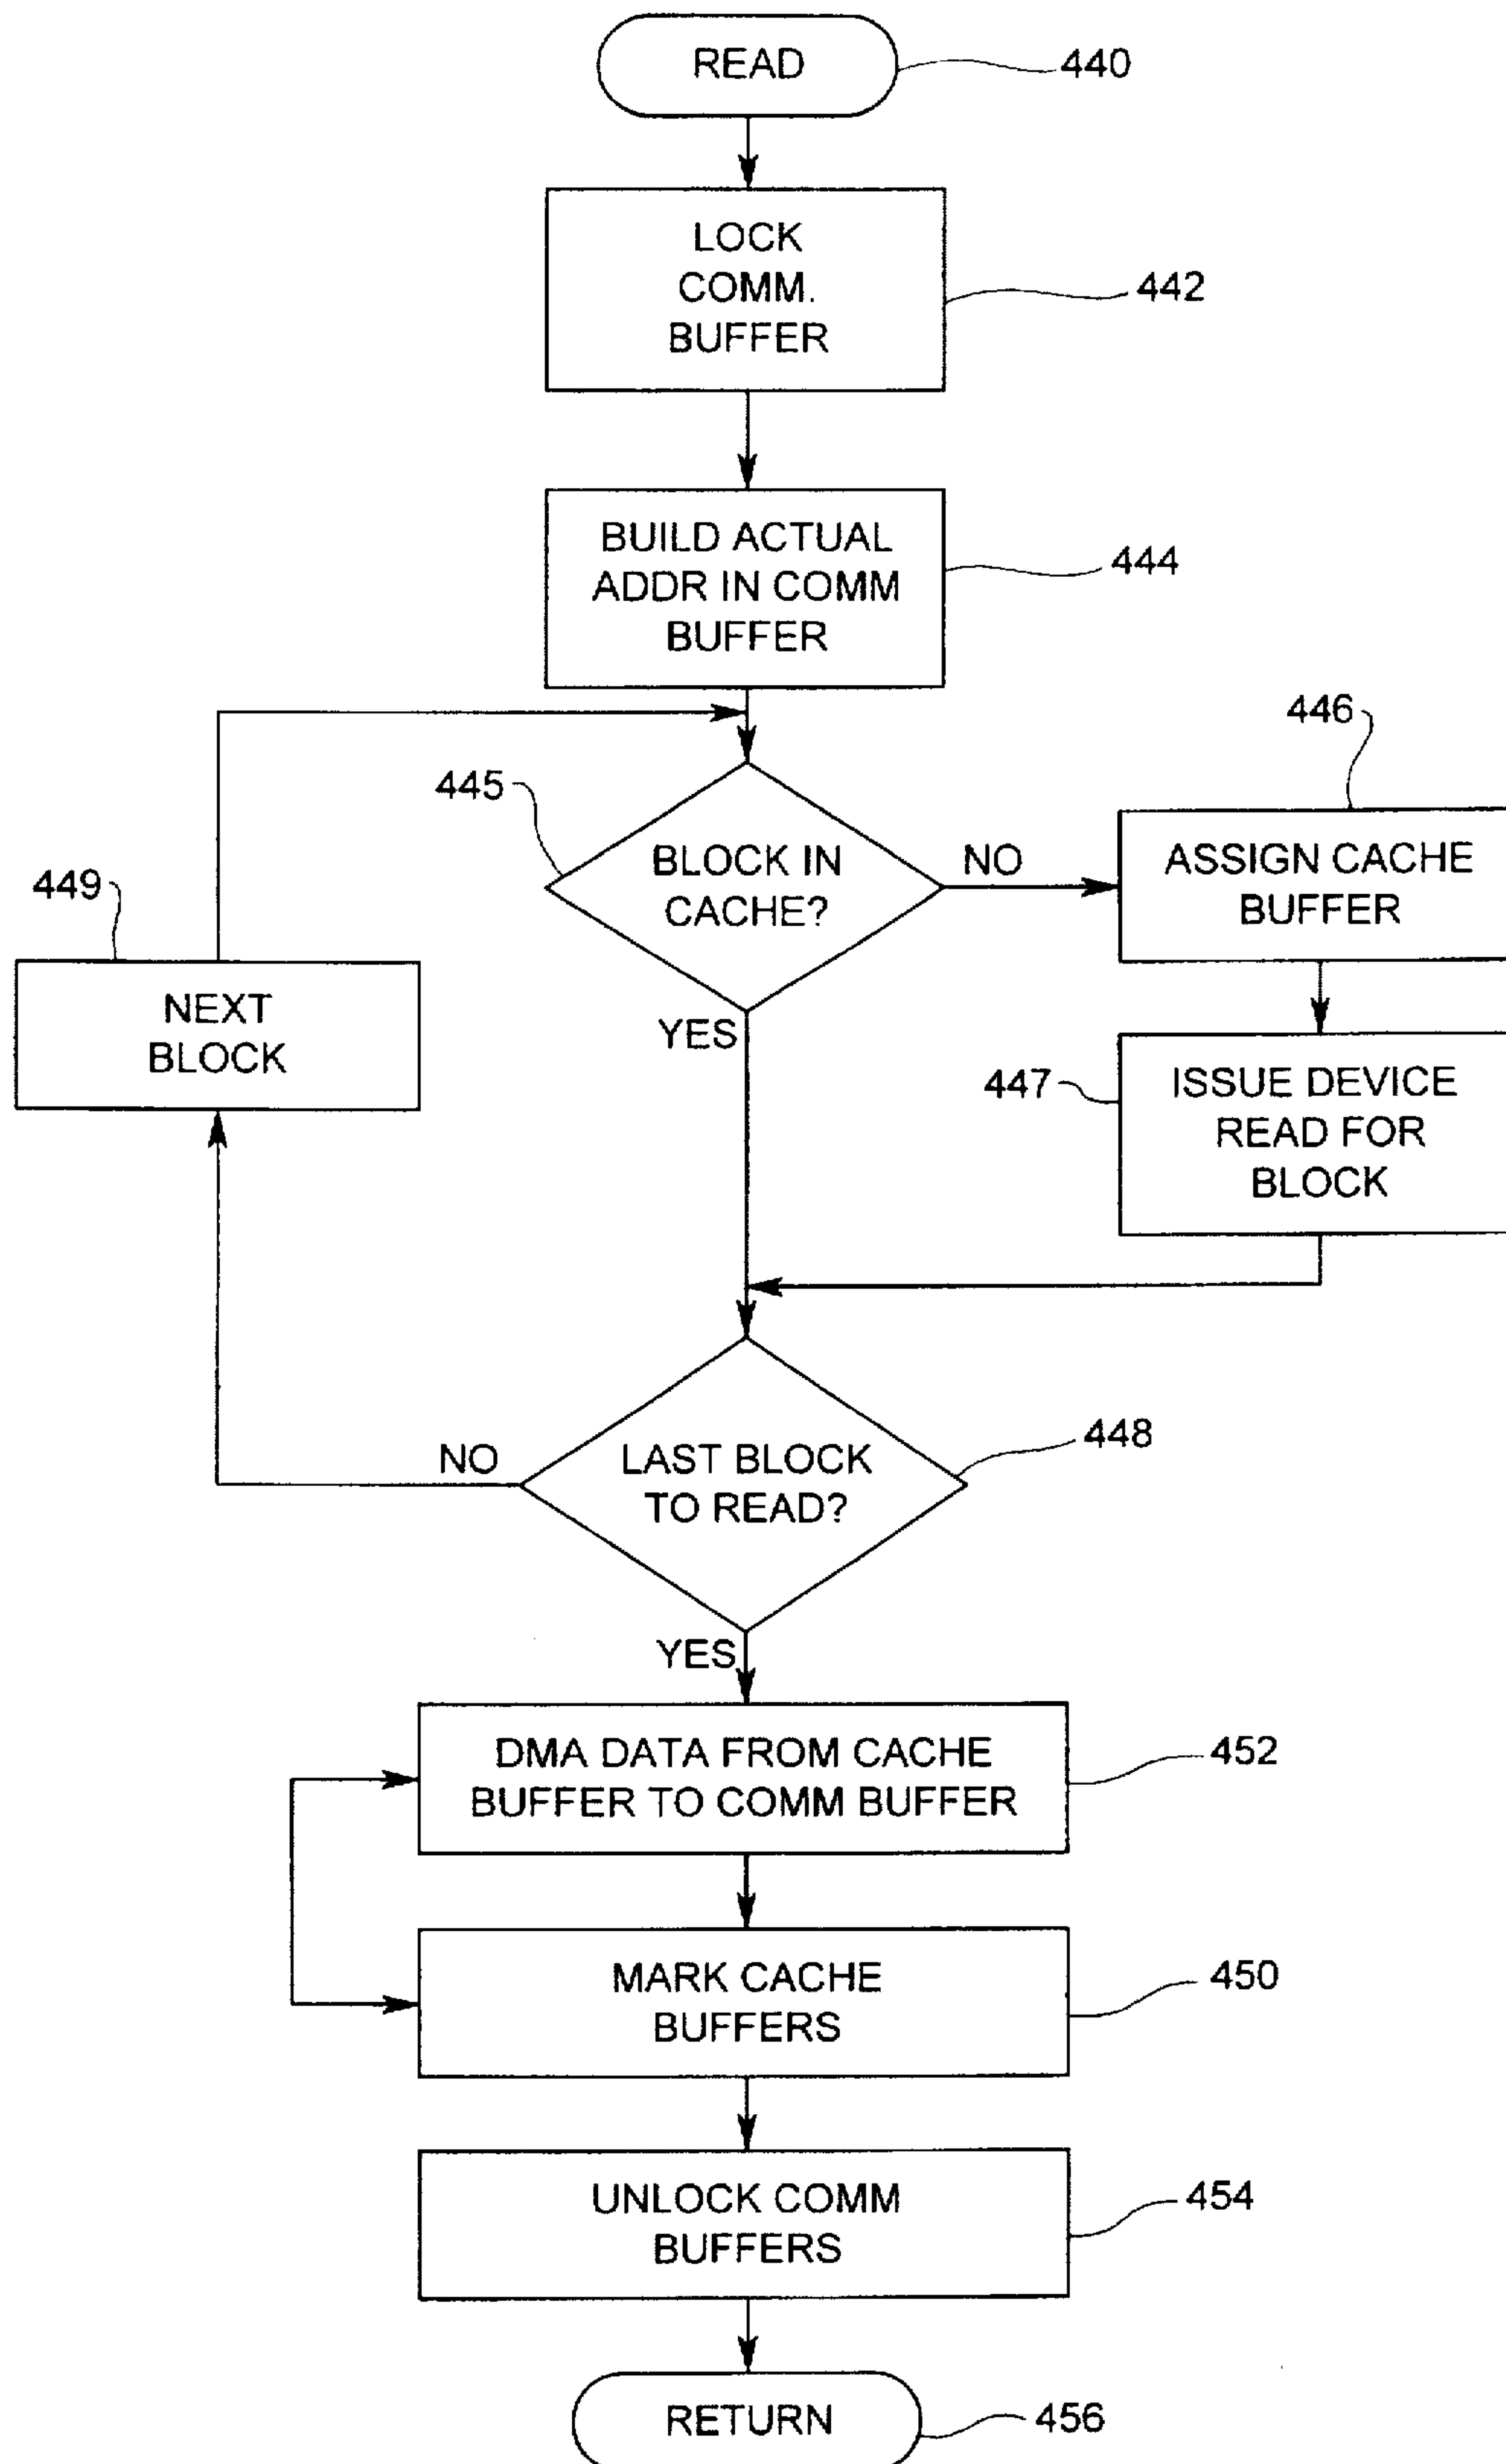 READ
440
LOCK
COMM.
BUFFER
442
BUILD ACTUAL
ADDR IN COMM
BUFFER
444
445
BLOCK IN
CACHE?
NO
YES
446
ASSIGN CACHE
BUFFER
447
ISSUE DEVICE
READ FOR
BLOCK
449
NEXT
BLOCK
448
LAST BLOCK
TO READ?
NO
YES
DMA DATA FROM CACHE
BUFFER TO COMM BUFFER
452
MARK CACHE
BUFFERS
450
UNLOCK COMM
BUFFERS
454
RETURN
456